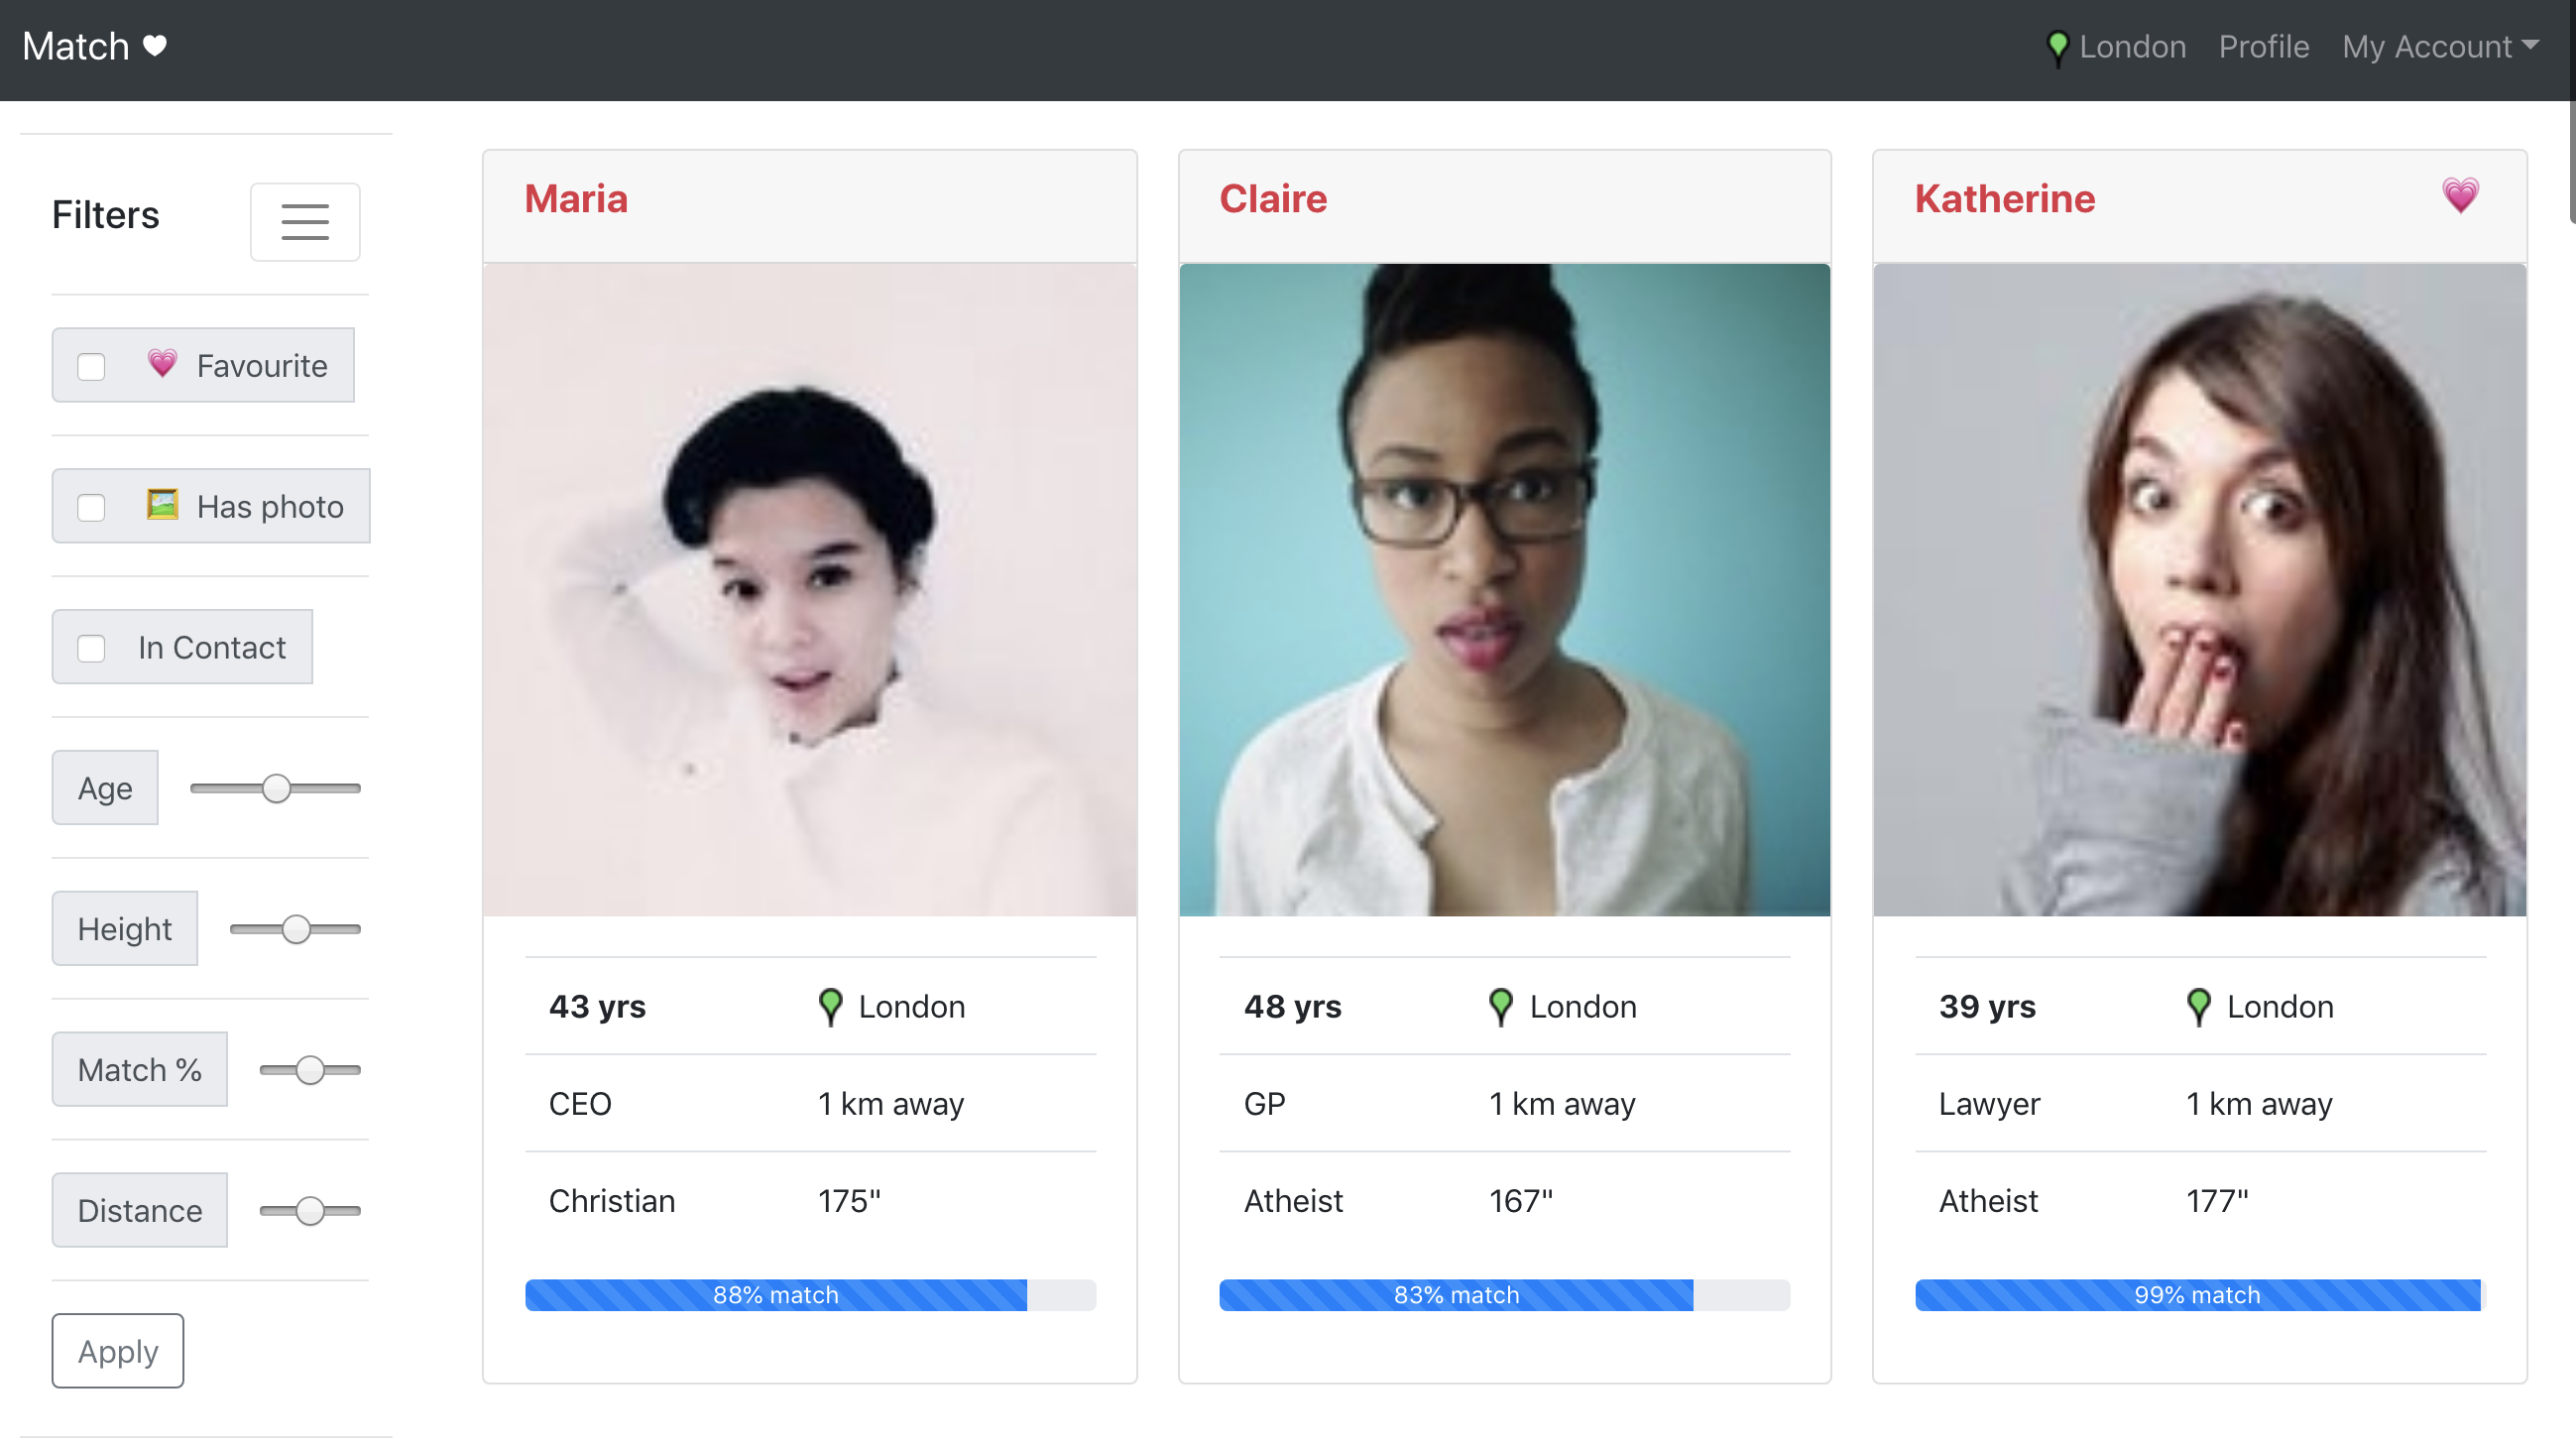 Match
London Profile My Account
Filters
Favourite
Has photo
In Contact
Age
Height
Match %
Distance
Apply
Maria
43 yrs London
CEO 1 km away
Christian 175"
88% match
Claire
48 yrs London
GP 1 km away
Atheist 167"
83% match
Katherine
39 yrs London
Lawyer 1 km away
Atheist 177"
99% match